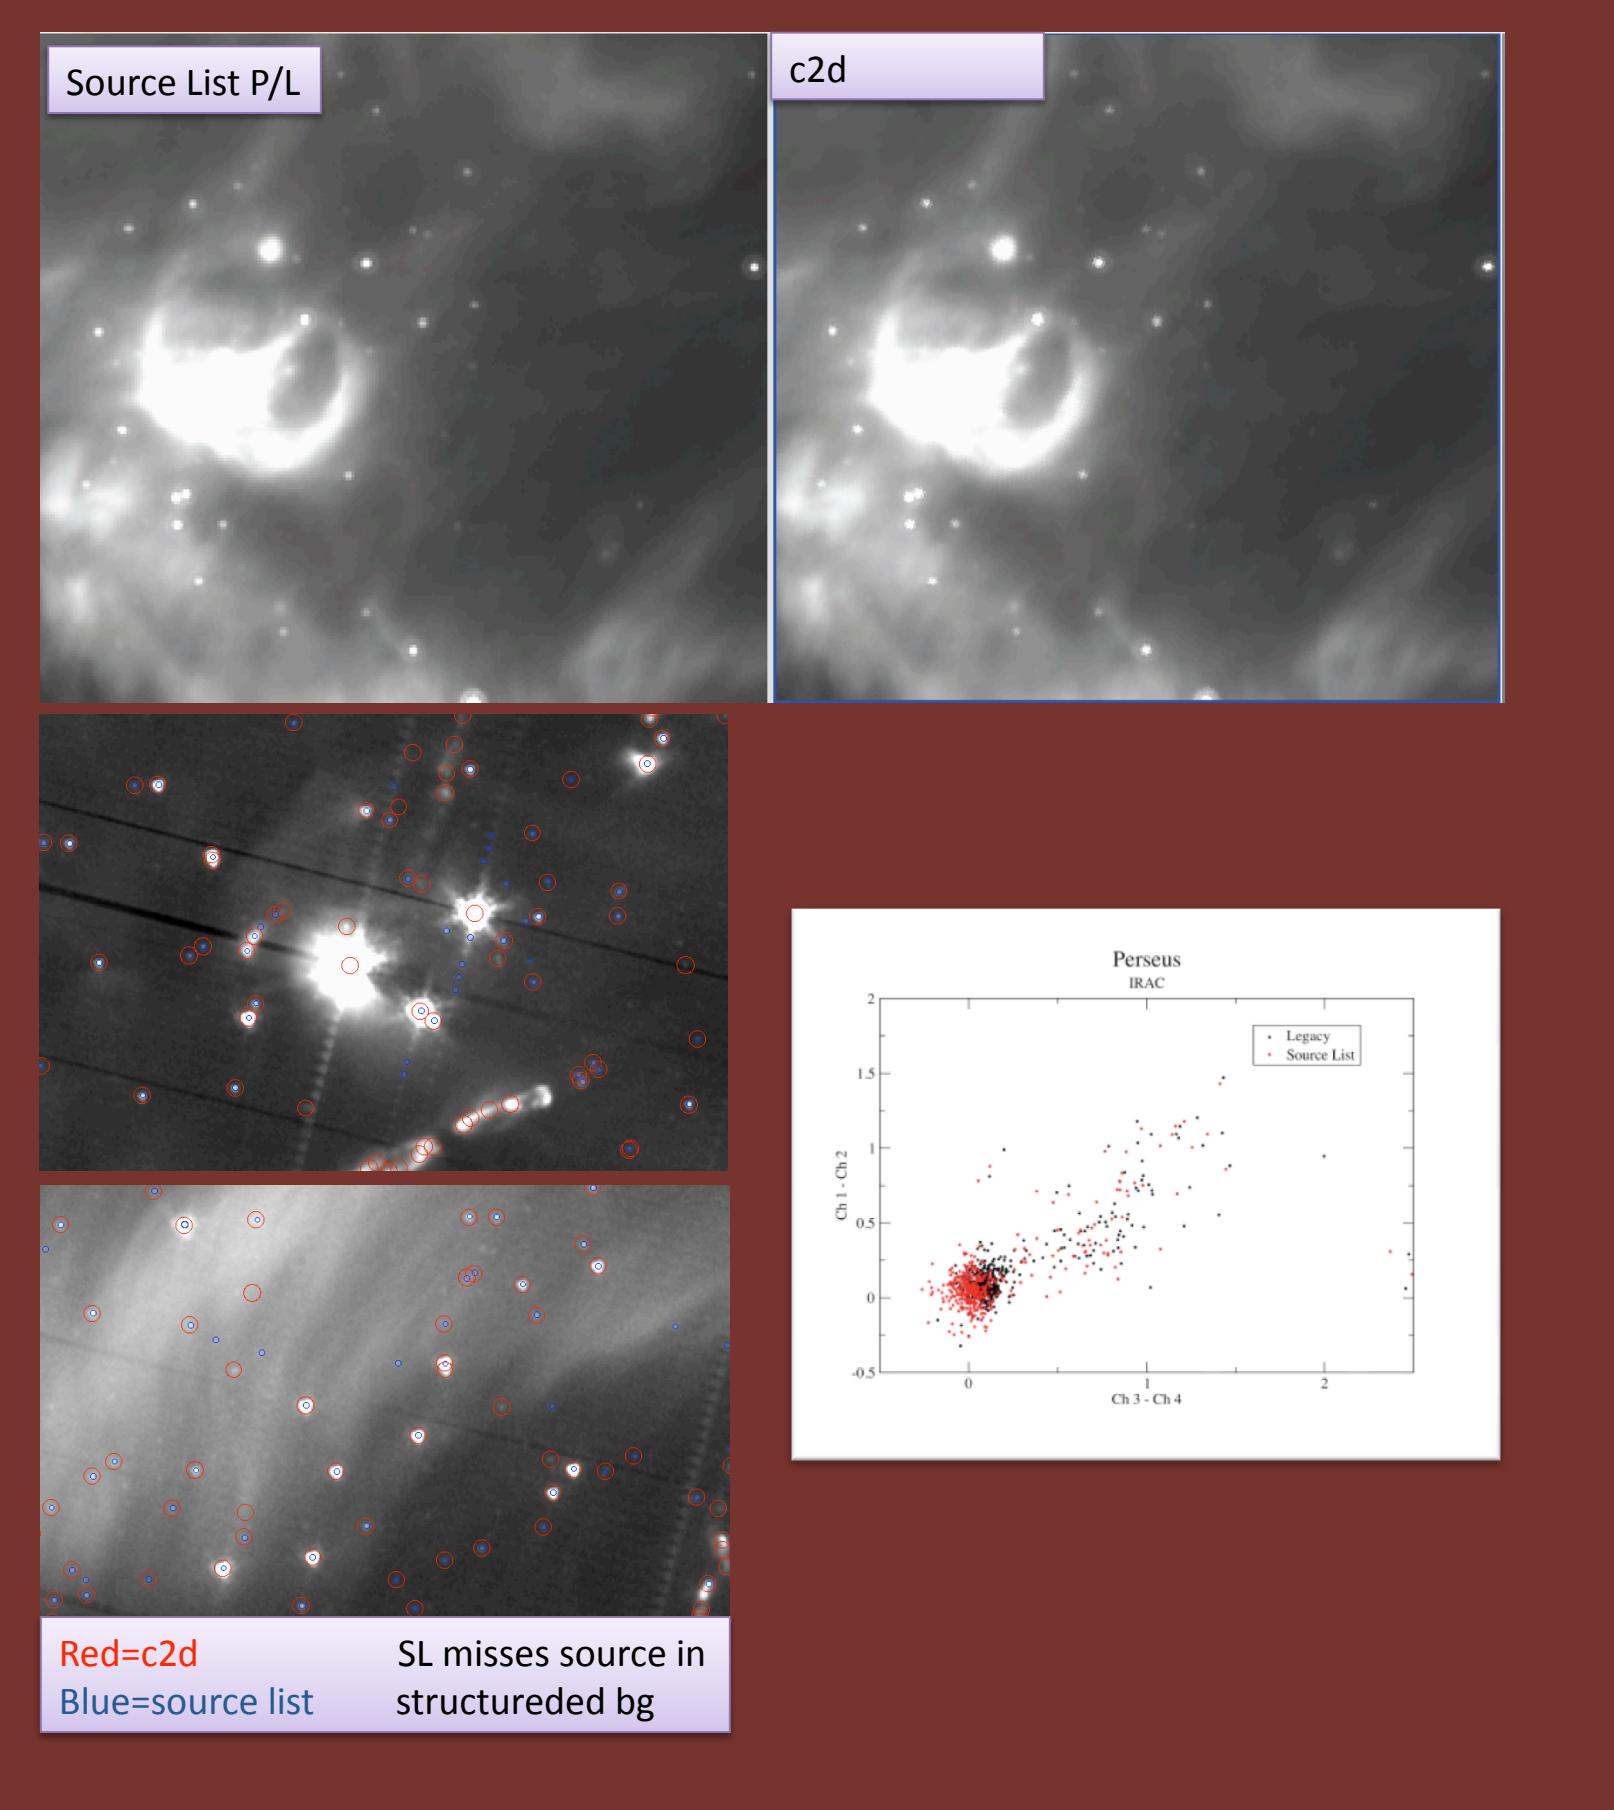 Source List P/L
c2d
Perseus
IRAC
Legacy
Source List
2
1.5
1
0.5
0
-0.5
Ch 1 - Ch 2
0
1
2
Ch 3 - Ch 4
Red=c2d
Blue=source list
SL misses source in
structureded bg